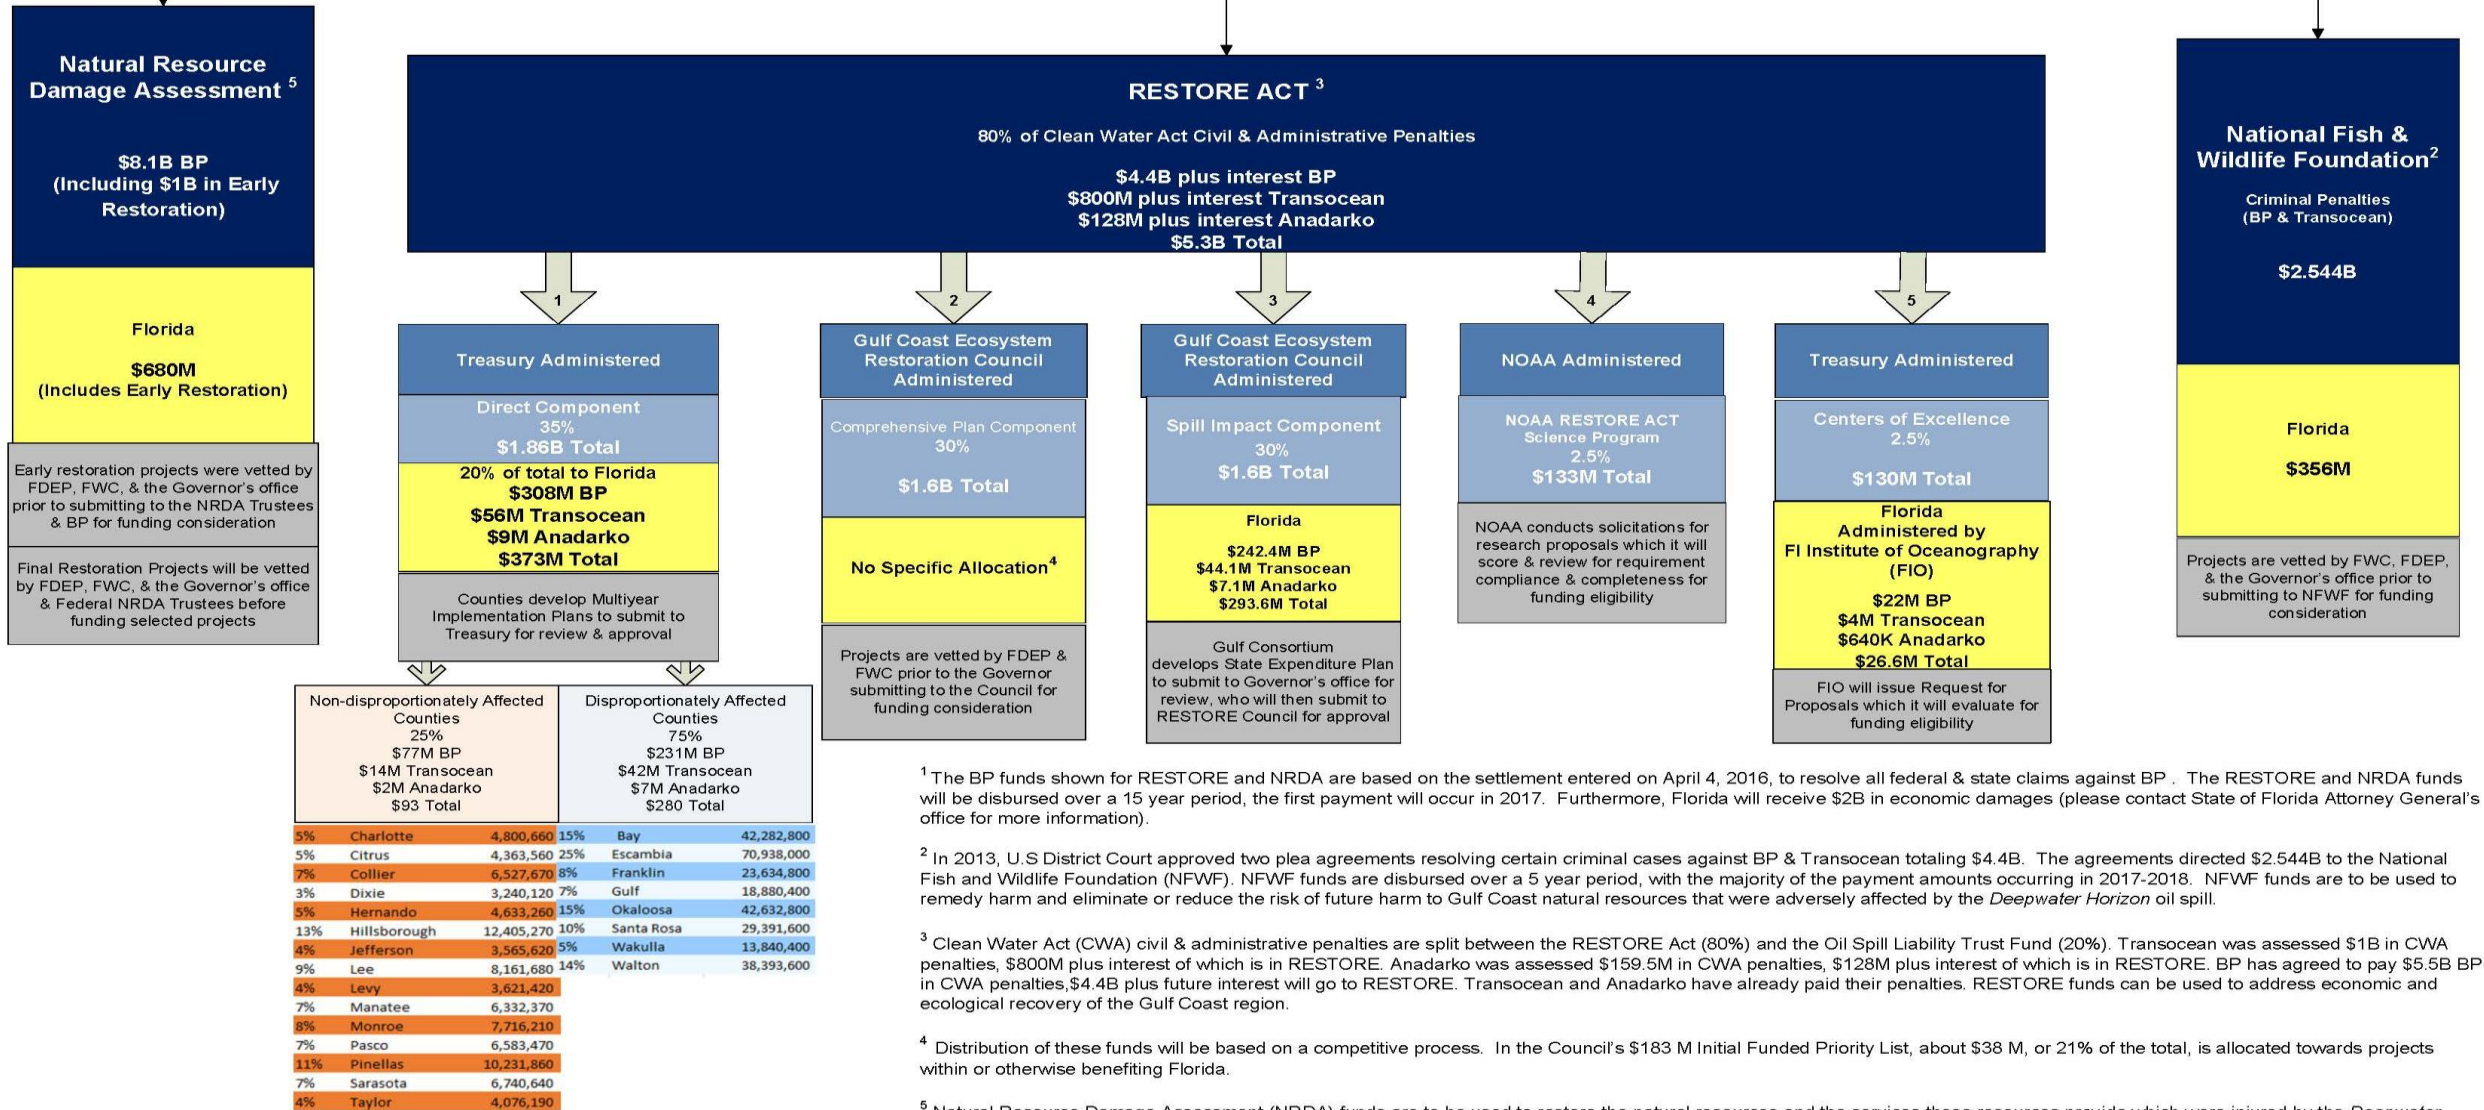 Natural Resource
Damage Assessment 5
$8.1B BP
(Including $1B in Early
Restoration)
Florida
$680M
(Includes Early Restoration)
Early restoration projects were vetted by
FDEP, FWC, & the Governor's office
prior to submitting to the NRDA Trustees
& BP for funding consideration
Final Restoration Projects will be vetted
by FDEP, FWC, & the Governor's office
& Federal NRDA Trustees before
funding selected projects
RESTORE ACT 3
80% of Clean Water Act Civil & Administrative Penalties
$4.4B plus interest BP
$800M plus interest Transocean
$128M plus interest Anadarko
$5.3B Total
1
Treasury Administered
Direct Component
35%
$1.86B Total
20% of total to Florida
$308M BP
$56M Transocean
$9M Anadarko
$373M Total
Counties develop Multiyear
Implementation Plans to submit to
Treasury for review & approval
Non-disproportionately Affected
Counties
25%
$77M BP
$14M Transocean
$2M Anadarko
$93 Total
5% Charlotte 4,800,660
5% Citrus 4,363,560
7% Collier 6,527,670
3% Dixie 3,240,120
5% Hernando 4,633,260
13% Hillsborough 12,405,270
4% Jefferson 3,565,620
9% Lee 8,161,680
4% Levy 3,621,420
7% Manatee 6,332,370
8% Monroe 7,716,210
7% Pasco 6,583,470
11% Pinellas 10,231,860
7% Sarasota 6,740,640
4% Taylor 4,076,190
Disproportionately Affected
Counties
75%
$231M BP
$42M Transocean
$7M Anadarko
$280 Total
15% Bay 42,282,800
25% Escambia 70,938,000
8% Franklin 23,634,800
7% Gulf 18,880,400
15% Okaloosa 42,632,800
10% Santa Rosa 29,391,600
5% Wakulla 13,840,400
14% Walton 38,393,600
2
Gulf Coast Ecosystem
Restoration Council
Administered
Comprehensive Plan Component
30%
$1.6B Total
No Specific Allocation4
Projects are vetted by FDEP &
FWC prior to the Governor
submitting to the Council for
funding consideration
3
Gulf Coast Ecosystem
Restoration Council
Administered
Spill Impact Component
30%
$1.6B Total
Florida
$242.4M BP
$44.1M Transocean
$7.1M Anadarko
$293.6M Total
Gulf Consortium
develops State Expenditure Plan
to submit to Governor's office for
review, who will then submit to
RESTORE Council for approval
4
NOAA Administered
NOAA RESTORE ACT
Science Program
2.5%
$133M Total
NOAA conducts solicitations for
research proposals which it will
score & review for requirement
compliance & completeness for
funding eligibility
5
Treasury Administered
Centers of Excellence
2.5%
$130M Total
Florida
Administered by
Fl Institute of Oceanography
(FIO)
$22M BP
$4M Transocean
$640K Anadarko
$26.6M Total
FIO will issue Request for
Proposals which it will evaluate for
funding eligibility
National Fish &
Wildlife Foundation2
Criminal Penalties
(BP & Transocean)
$2.544B
Florida
$356M
Projects are vetted by FWC, FDEP,
& the Governor's office prior to
submitting to NFWF for funding
consideration
1 The BP funds shown for RESTORE and NRDA are based on the settlement entered on April 4, 2016, to resolve all federal & state claims against BP . The RESTORE and NRDA funds
will be disbursed over a 15 year period, the first payment will occur in 2017. Furthermore, Florida will receive $2B in economic damages (please contact State of Florida Attorney General's
office for more information).
2 In 2013, U.S District Court approved two plea agreements resolving certain criminal cases against BP & Transocean totaling $4.4B. The agreements directed $2.544B to the National
Fish and Wildlife Foundation (NFWF). NFWF funds are disbursed over a 5 year period, with the majority of the payment amounts occurring in 2017-2018. NFWF funds are to be used to
remedy harm and eliminate or reduce the risk of future harm to Gulf Coast natural resources that were adversely affected by the Deepwater Horizon oil spill.
3 Clean Water Act (CWA) civil & administrative penalties are split between the RESTORE Act (80%) and the Oil Spill Liability Trust Fund (20%). Transocean was assessed $1B in CWA
penalties, $800M plus interest of which is in RESTORE. Anadarko was assessed $159.5M in CWA penalties, $128M plus interest of which is in RESTORE. BP has agreed to pay $5.5B BP
in CWA penalties,$4.4B plus future interest will go to RESTORE. Transocean and Anadarko have already paid their penalties. RESTORE funds can be used to address economic and
ecological recovery of the Gulf Coast region.
4 Distribution of these funds will be based on a competitive process. In the Council's $183 M Initial Funded Priority List, about $38 M, or 21% of the total, is allocated towards projects
within or otherwise benefiting Florida.
5 Natural Resource Damage Assessment (NRDA) funds are to be used to restore the natural resources and the services those resources provide which were injured by the Deepwater